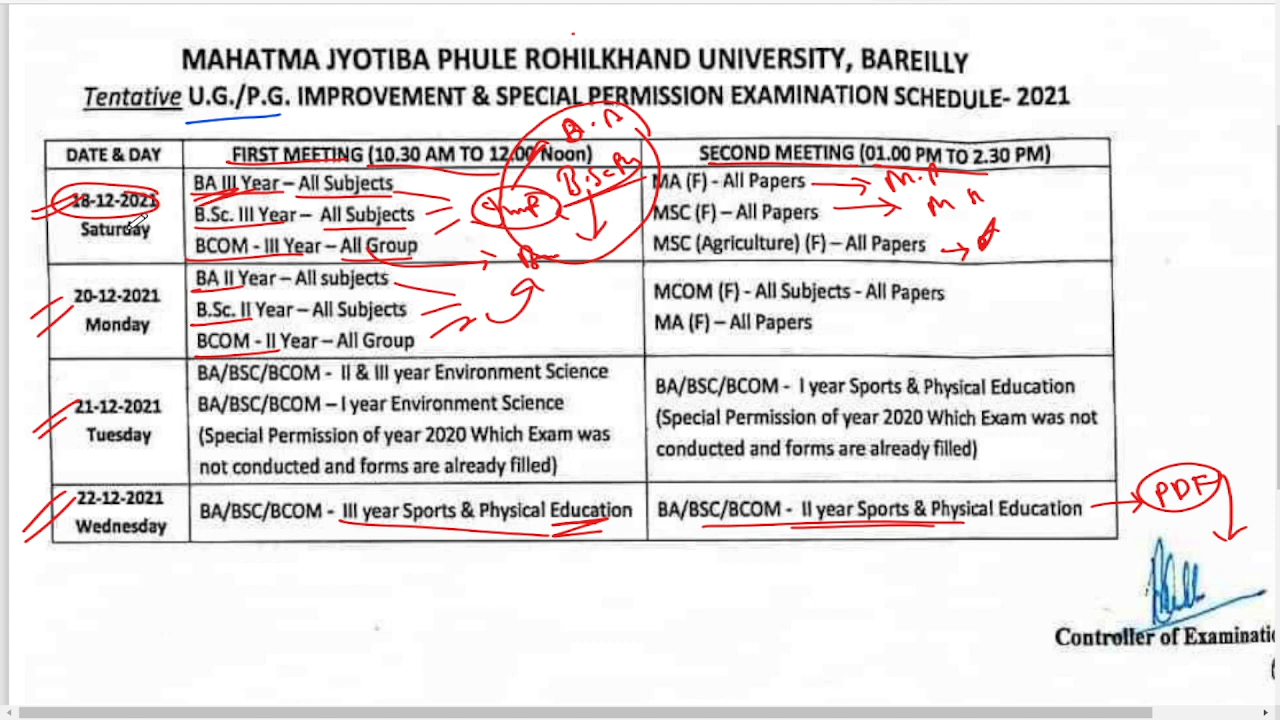 MAHATMA JYOTIBA PHULE ROHILKHAND UNIVERSITY, BAREILLY
Tentative U.G./P.G. IMPROVEMENT & SPECIAL PERMISSION EXAMINATION SCHEDULE- 2021
DATE & DAY
FIRST MEETING (10.30 AM TO 12.00 Noon)
SECOND MEETING (01.00 PM TO 2.30 PM)
18-12-2021
Saturday
BA III Year – All Subjects
B.Sc. III Year – All Subjects
BCOM - III Year – All Group
B.A
MA (F) - All Papers
MSC (F) – All Papers
MSC (Agriculture) (F) – All Papers
M.A
20-12-2021
Monday
BA II Year – All subjects
B.Sc. II Year – All Subjects
BCOM - II Year – All Group
MCOM (F) - All Subjects - All Papers
MA (F) – All Papers
21-12-2021
Tuesday
BA/BSC/BCOM - II & III year Environment Science
BA/BSC/BCOM – I year Environment Science
(Special Permission of year 2020 Which Exam was
not conducted and forms are already filled)
BA/BSC/BCOM - I year Sports & Physical Education
(Special Permission of year 2020 Which Exam was not
conducted and forms are already filled)
22-12-2021
Wednesday
BA/BSC/BCOM - III year Sports & Physical Education
BA/BSC/BCOM - II year Sports & Physical Education
PDF
Controller of Examinatio